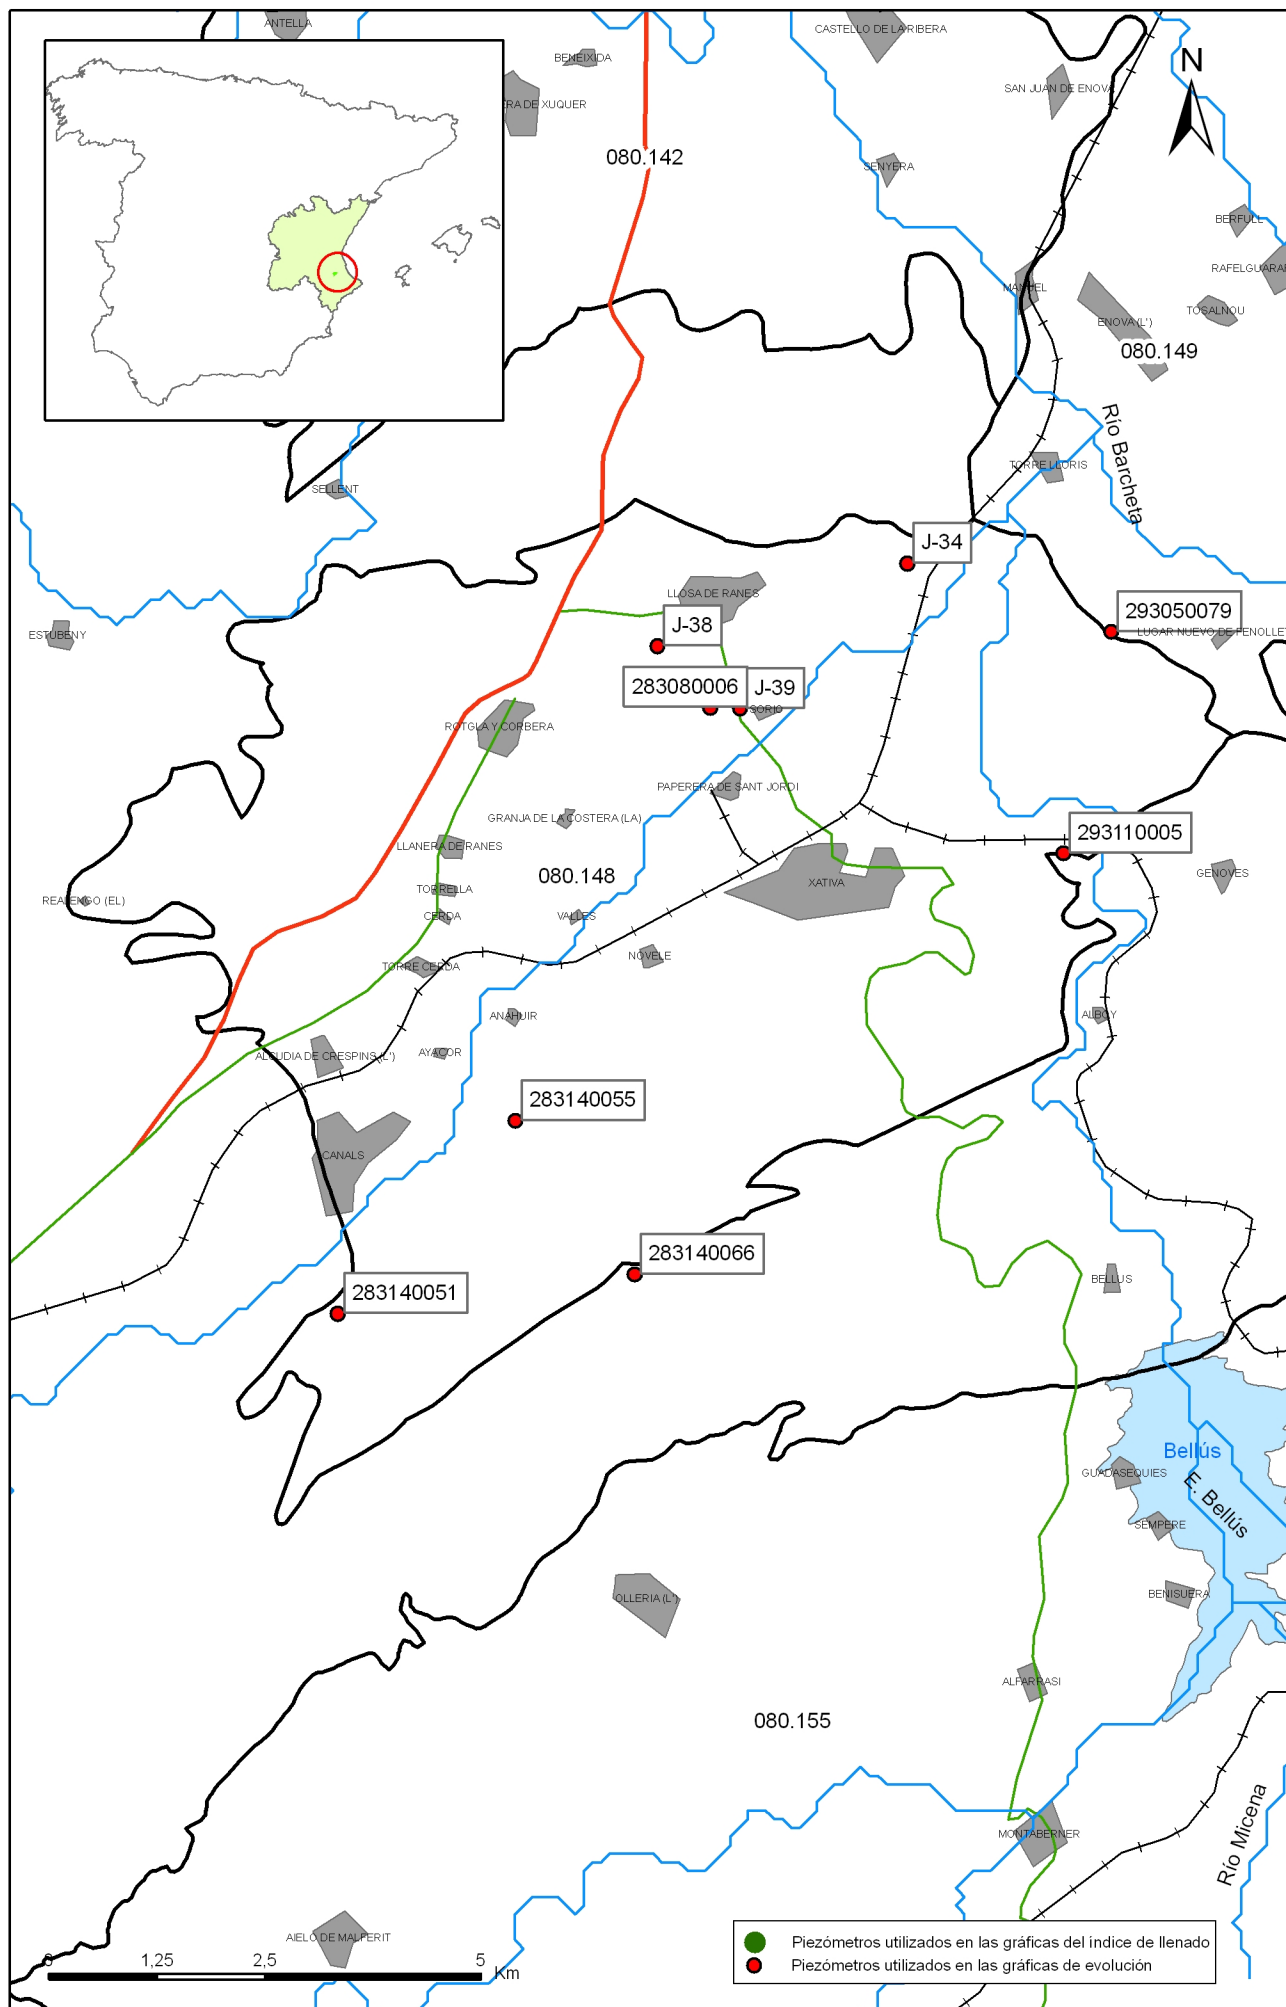 ANTELLA
CASTELLO DE LA RIBERA
BENEIXIDA
SAN JUAN DE ENOVA
N
ERA DE XUQUER
080.142
SENYERA
BERFULL
RAFELGUARAF
MANUEL
TOSALNOU
ENOVA (L')
080.149
Río Barcheta
TORRE LLORIS
SELLENT
J-34
LLOSA DE RANES
293050079
J-38
LUGAR NUEVO DE FENOLLET
ESTUBENY
283080006
J-39
SORIO
ROTGLA Y CORBERA
PAPERERA DE SANT JORDI
GRANJA DE LA COSTERA (LA)
293110005
LLANERA DE RANES
080.148
XATIVA
GENOVES
TORRELLA
REALENGO (EL)
CERDA
VALLES
NOVELE
TORRE CERDA
ANAHUIR
ALBOY
ALCUDIA DE CRESPINS (L')
AYACOR
283140055
CANALS
283140066
BELLUS
283140051
Bellús
GUADASEQUIES
E. Bellús
SEMPERE
BENISUERA
OLLERIA (L')
ALFARRASI
080.155
MONTABERNER
Río Micena
AIELO DE MALFERIT
Piezómetros utilizados en las gráficas del índice de llenado
Piezómetros utilizados en las gráficas de evolución
0 1,25 2,5 5
Km